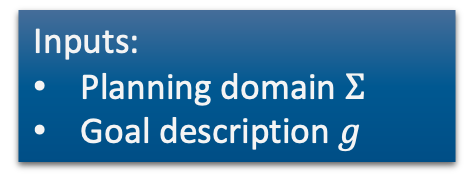 Inputs:
• Planning domain Σ
• Goal description g